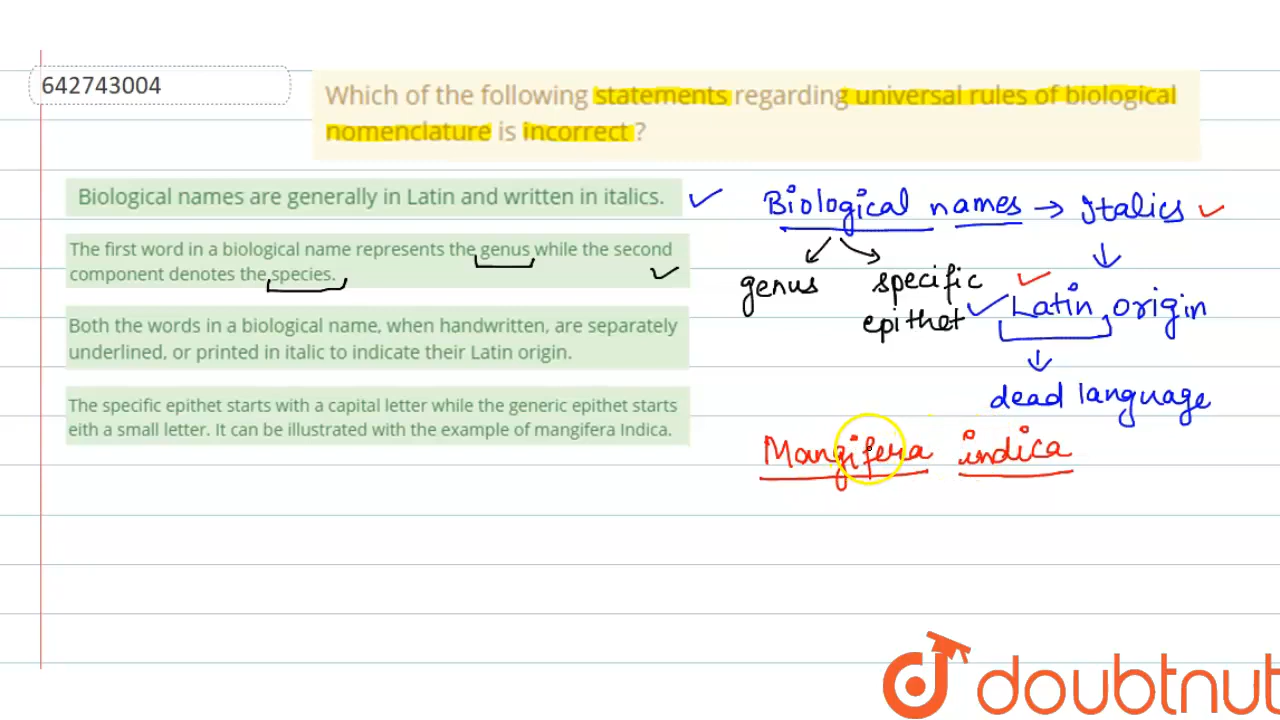 642743004
Which of the following statements regarding universal rules of biological
nomenclature is incorrect ?
Biological names are generally in Latin and written in italics.
The first word in a biological name represents the genus while the second
component denotes the species.
Both the words in a biological name, when handwritten, are separately
underlined, or printed in italic to indicate their Latin origin.
The specific epithet starts with a capital letter while the generic epithet starts
eith a small letter. It can be illustrated with the example of mangifera Indica.
Biological names → Italics
genus
specific
epithet
Latin origin
dead language
Mangifera indica
doubtnut